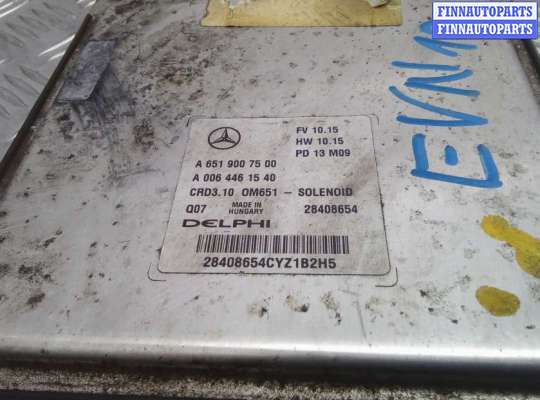 FINNAUTOPARTS
FINNAUTOPARTS
FV 10.15
HW 10.15
PD 13 M09
A 651 900 75 00
A 006 446 15 40
CRD3.10 OM651 - SOLENOID
Q07 MADE IN HUNGARY 28408654
DELPHI
28408654CYZ1B2H5